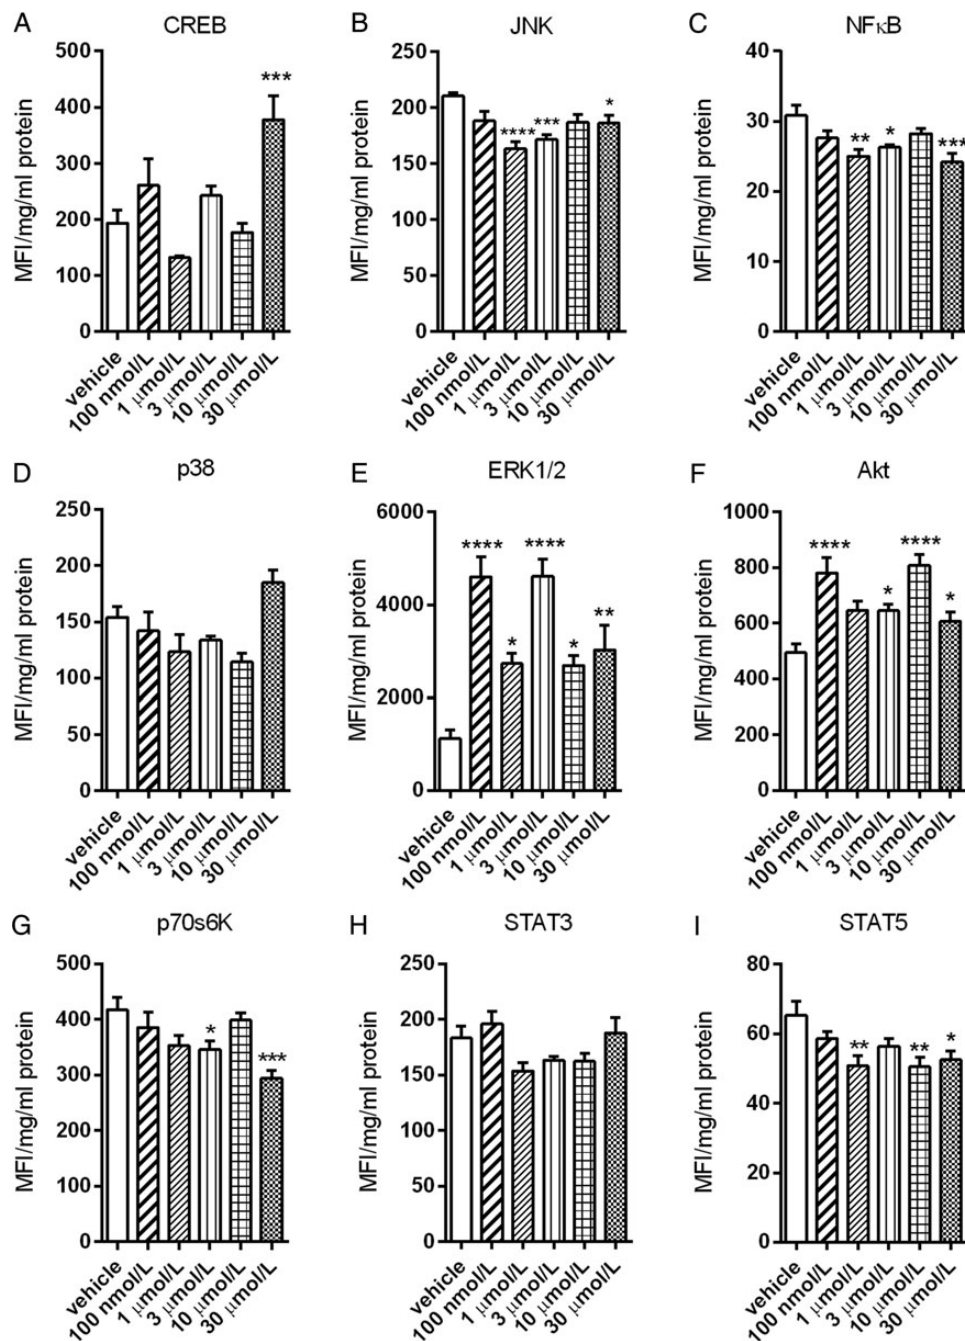 A CREB
MFI/mg/ml protein
500
400
300
200
100
0
***
vehicle
100 nmol/L
1 μmol/L
3 μmol/L
10 μmol/L
30 μmol/L
B JNK
MFI/mg/ml protein
250
200
150
100
50
0
****
***
*
vehicle
100 nmol/L
1 μmol/L
3 μmol/L
10 μmol/L
30 μmol/L
C NFκB
MFI/mg/ml protein
40
30
20
10
0
**
*
***
vehicle
100 nmol/L
1 μmol/L
3 μmol/L
10 μmol/L
30 μmol/L
D p38
MFI/mg/ml protein
250
200
150
100
50
0
vehicle
100 nmol/L
1 μmol/L
3 μmol/L
10 μmol/L
30 μmol/L
E ERK1/2
MFI/mg/ml protein
6000
4000
2000
0
****
*
****
*
**
vehicle
100 nmol/L
1 μmol/L
3 μmol/L
10 μmol/L
30 μmol/L
F Akt
MFI/mg/ml protein
1000
800
600
400
200
0
****
*
****
*
vehicle
100 nmol/L
1 μmol/L
3 μmol/L
10 μmol/L
30 μmol/L
G p70s6K
MFI/mg/ml protein
500
400
300
200
100
0
*
***
vehicle
100 nmol/L
1 μmol/L
3 μmol/L
10 μmol/L
30 μmol/L
H STAT3
MFI/mg/ml protein
250
200
150
100
50
0
vehicle
100 nmol/L
1 μmol/L
3 μmol/L
10 μmol/L
30 μmol/L
I STAT5
MFI/mg/ml protein
80
60
40
20
0
**
**
*
vehicle
100 nmol/L
1 μmol/L
3 μmol/L
10 μmol/L
30 μmol/L